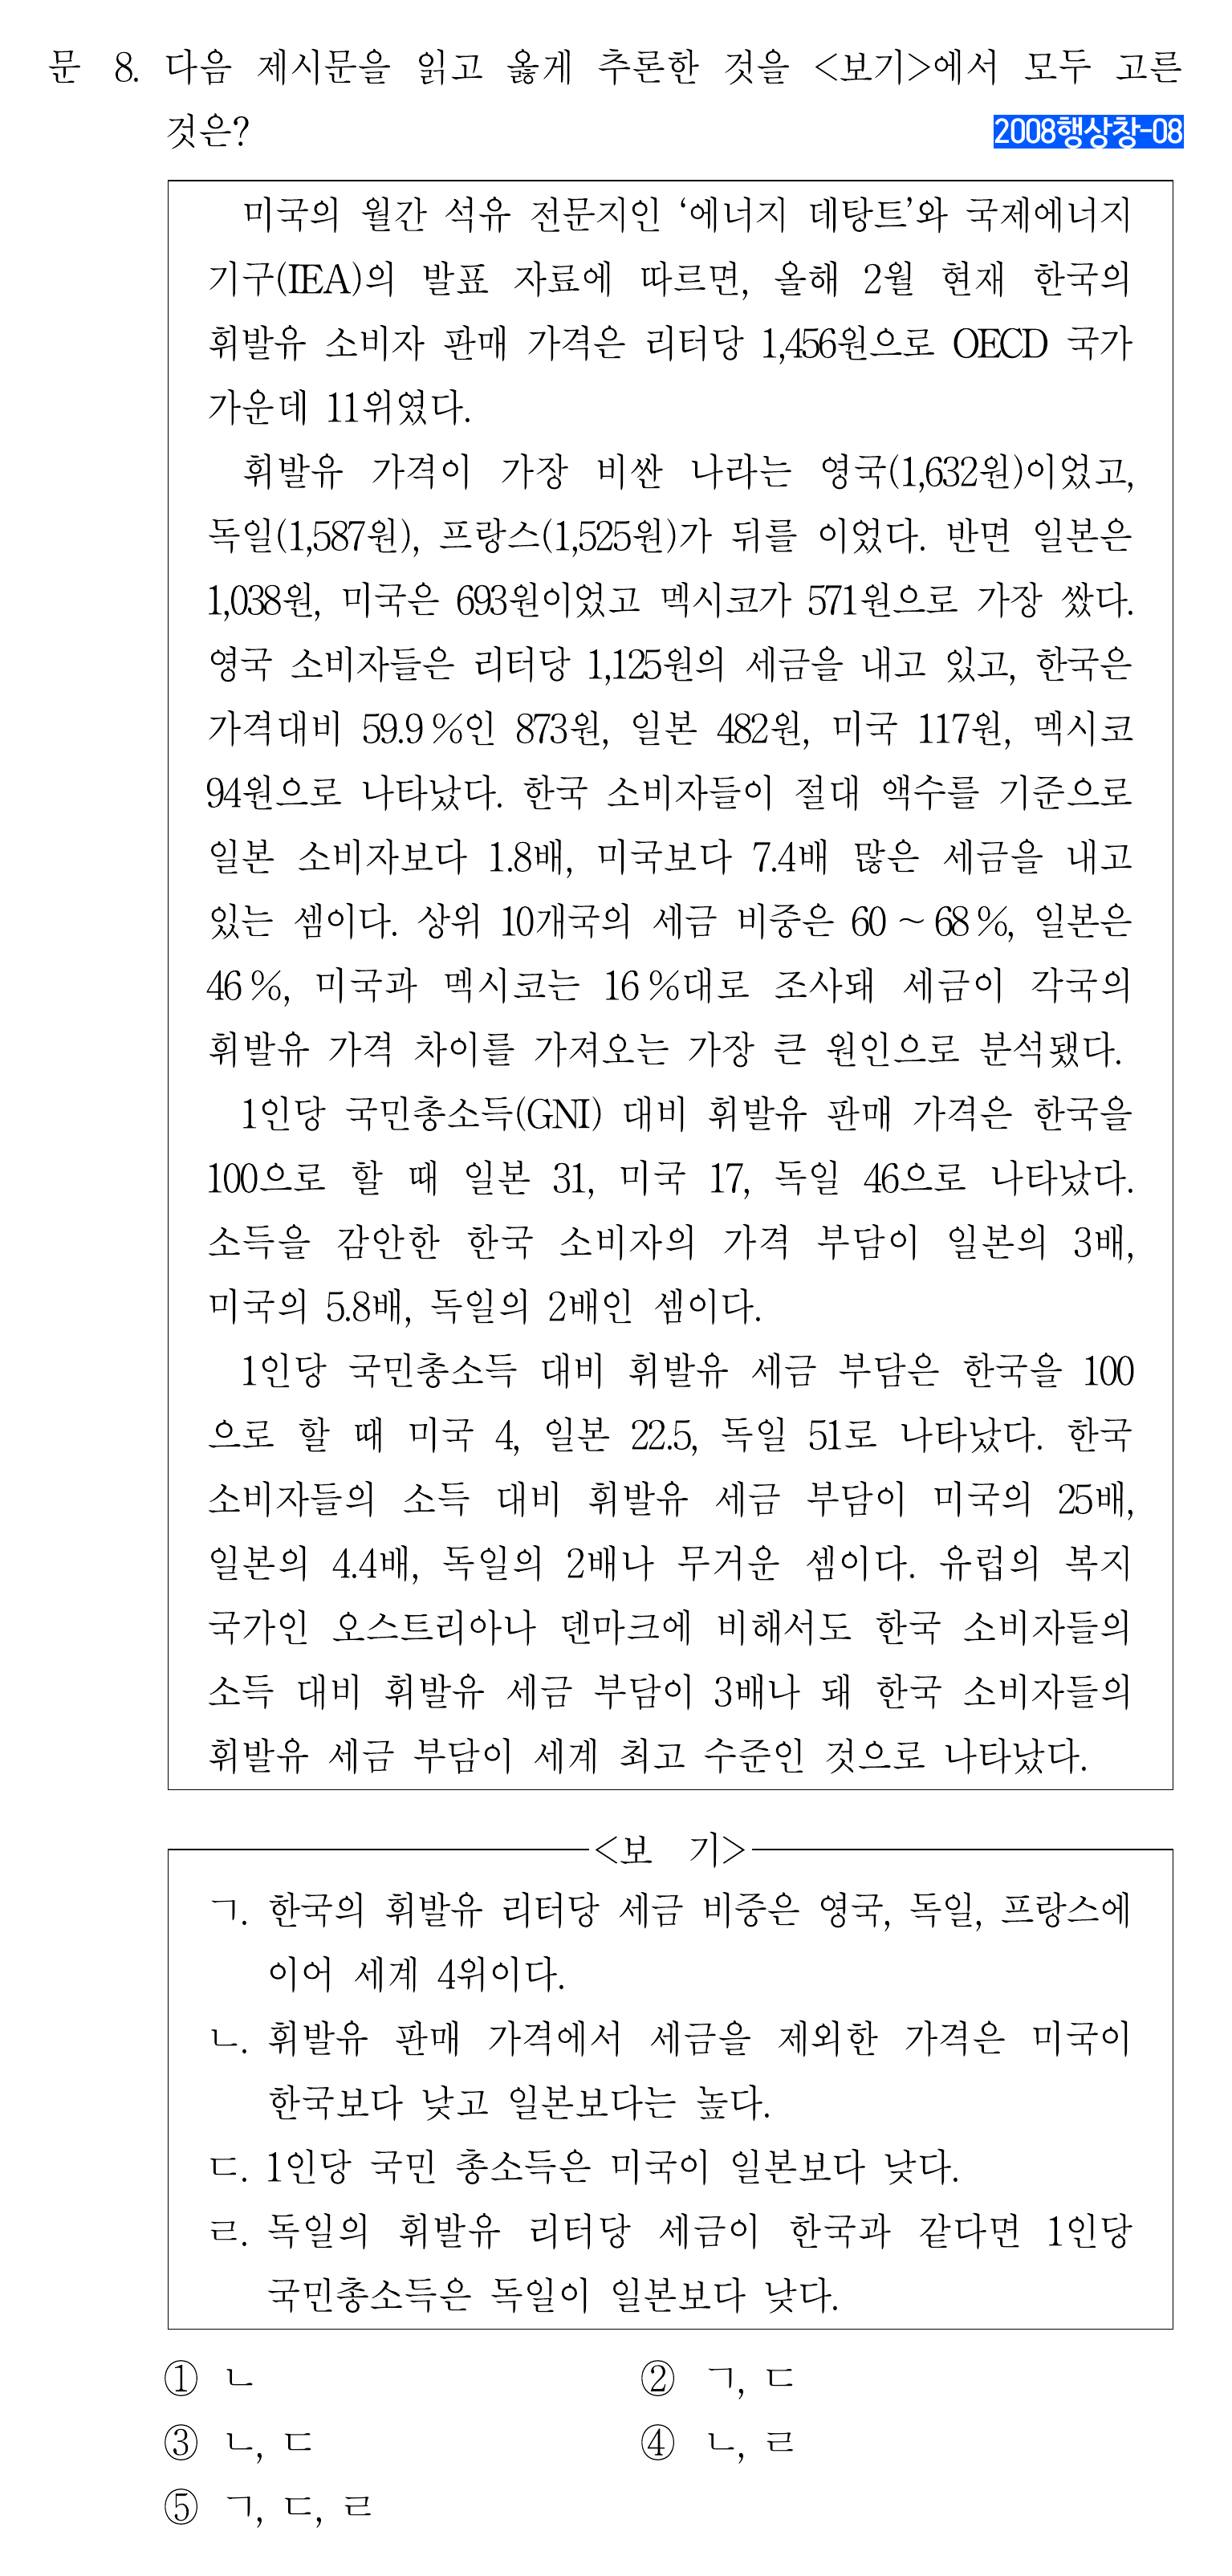 문 8. 다음 제시문을 읽고 옳게 추론한 것을 <보기>에서 모두 고른
것은?
2008행상창-08
미국의 월간 석유 전문지인 ‘에너지 데탕트’와 국제에너지
기구(IEA)의 발표 자료에 따르면, 올해 2월 현재 한국의
휘발유 소비자 판매 가격은 리터당 1,456원으로 OECD 국가
가운데 11위였다.
휘발유 가격이 가장 비싼 나라는 영국(1,632원)이었고,
독일(1,587원), 프랑스(1,525원)가 뒤를 이었다. 반면 일본은
1,038원, 미국은 693원이었고 멕시코가 571원으로 가장 쌌다.
영국 소비자들은 리터당 1,125원의 세금을 내고 있고, 한국은
가격대비 59.9 %인 873원, 일본 482원, 미국 117원, 멕시코
94원으로 나타났다. 한국 소비자들이 절대 액수를 기준으로
일본 소비자보다 1.8배, 미국보다 7.4배 많은 세금을 내고
있는 셈이다. 상위 10개국의 세금 비중은 60 ~ 68 %, 일본은
46 %, 미국과 멕시코는 16 %대로 조사돼 세금이 각국의
휘발유 가격 차이를 가져오는 가장 큰 원인으로 분석됐다.
1인당 국민총소득(GNI) 대비 휘발유 판매 가격은 한국을
100으로 할 때 일본 31, 미국 17, 독일 46으로 나타났다.
소득을 감안한 한국 소비자의 가격 부담이 일본의 3배,
미국의 5.8배, 독일의 2배인 셈이다.
1인당 국민총소득 대비 휘발유 세금 부담은 한국을 100
으로 할 때 미국 4, 일본 22.5, 독일 51로 나타났다. 한국
소비자들의 소득 대비 휘발유 세금 부담이 미국의 25배,
일본의 4.4배, 독일의 2배나 무거운 셈이다. 유럽의 복지
국가인 오스트리아나 덴마크에 비해서도 한국 소비자들의
소득 대비 휘발유 세금 부담이 3배나 돼 한국 소비자들의
휘발유 세금 부담이 세계 최고 수준인 것으로 나타났다.
<보 기>
ㄱ. 한국의 휘발유 리터당 세금 비중은 영국, 독일, 프랑스에
이어 세계 4위이다.
ㄴ. 휘발유 판매 가격에서 세금을 제외한 가격은 미국이
한국보다 낮고 일본보다는 높다.
ㄷ. 1인당 국민 총소득은 미국이 일본보다 낮다.
ㄹ. 독일의 휘발유 리터당 세금이 한국과 같다면 1인당
국민총소득은 독일이 일본보다 낮다.
① ㄴ ② ㄱ, ㄷ
③ ㄴ, ㄷ ④ ㄴ, ㄹ
⑤ ㄱ, ㄷ, ㄹ